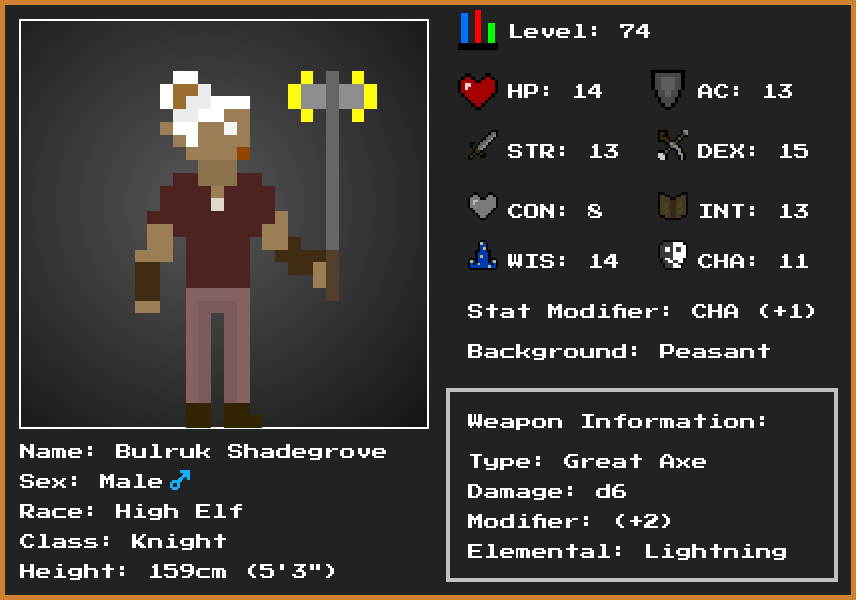 Level: 74
HP: 14
AC: 13
STR: 13
DEX: 15
CON: 8
INT: 13
WIS: 14
CHA: 11
Stat Modifier: CHA (+1)
Background: Peasant
Weapon Information:
Type: Great Axe
Damage: d6
Modifier: (+2)
Elemental: Lightning
Name: Bulruk Shadegrove
Sex: Male♂
Race: High Elf
Class: Knight
Height: 159cm (5'3")